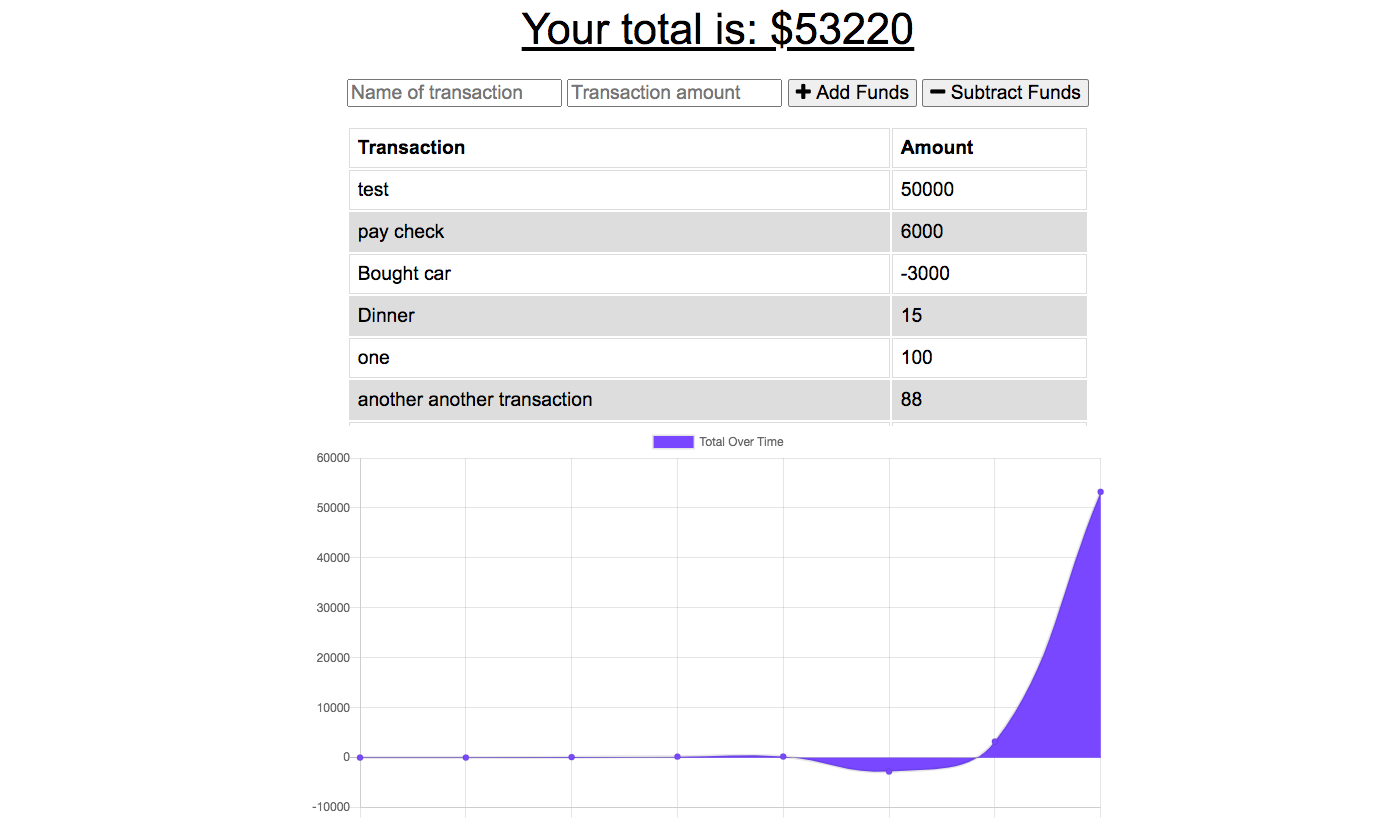 Your total is: $53220
Name of transaction Transaction amount + Add Funds − Subtract Funds
Transaction Amount
test 50000
pay check 6000
Bought car -3000
Dinner 15
one 100
another another transaction 88
Total Over Time
60000
50000
40000
30000
20000
10000
0
-10000